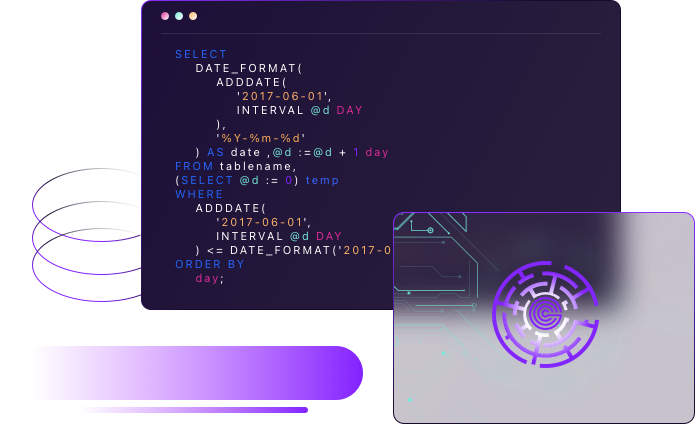 SELECT
DATE_FORMAT(
ADDDATE(
'2017-06-01',
INTERVAL @d DAY
),
'%Y-%m-%d'
) AS date ,@d :=@d + 1 day
FROM tablename,
(SELECT @d := 0) temp
WHERE
ADDDATE(
'2017-06-01',
INTERVAL @d DAY
) <= DATE_FORMAT('2017-0
ORDER BY
day;